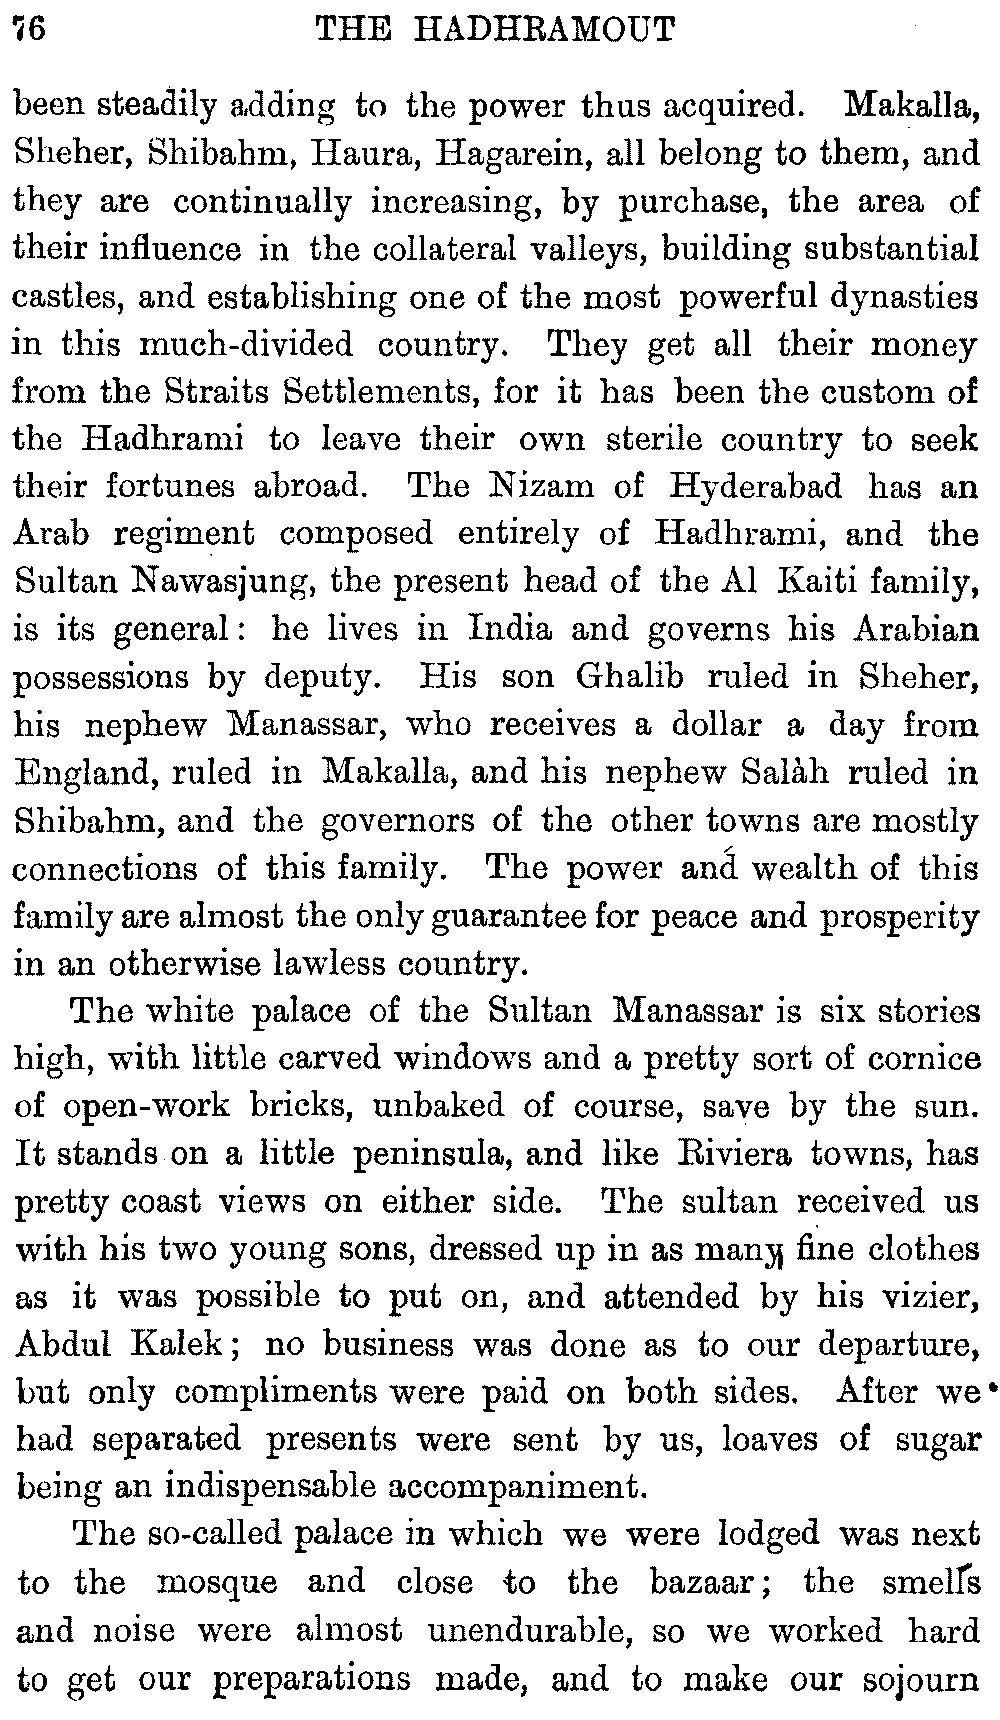 76 THE HADHRAMOUT
been steadily adding to the power thus acquired. Makalla,
Sheher, Shibahm, Haura, Hagarein, all belong to them, and
they are continually increasing, by purchase, the area of
their influence in the collateral valleys, building substantial
castles, and establishing one of the most powerful dynasties
in this much-divided country. They get all their money
from the Straits Settlements, for it has been the custom of
the Hadhrami to leave their own sterile country to seek
their fortunes abroad. The Nizam of Hyderabad has an
Arab regiment composed entirely of Hadhrami, and the
Sultan Nawasjung, the present head of the Al Kaiti family,
is its general: he lives in India and governs his Arabian
possessions by deputy. His son Ghalib ruled in Sheher,
his nephew Manassar, who receives a dollar a day from
England, ruled in Makalla, and his nephew Salàh ruled in
Shibahm, and the governors of the other towns are mostly
connections of this family. The power and wealth of this
family are almost the only guarantee for peace and prosperity
in an otherwise lawless country.
The white palace of the Sultan Manassar is six stories
high, with little carved windows and a pretty sort of cornice
of open-work bricks, unbaked of course, save by the sun.
It stands on a little peninsula, and like Riviera towns, has
pretty coast views on either side. The sultan received us
with his two young sons, dressed up in as many fine clothes
as it was possible to put on, and attended by his vizier,
Abdul Kalek; no business was done as to our departure,
but only compliments were paid on both sides. After we
had separated presents were sent by us, loaves of sugar
being an indispensable accompaniment.
The so-called palace in which we were lodged was next
to the mosque and close to the bazaar; the smells
and noise were almost unendurable, so we worked hard
to get our preparations made, and to make our sojourn